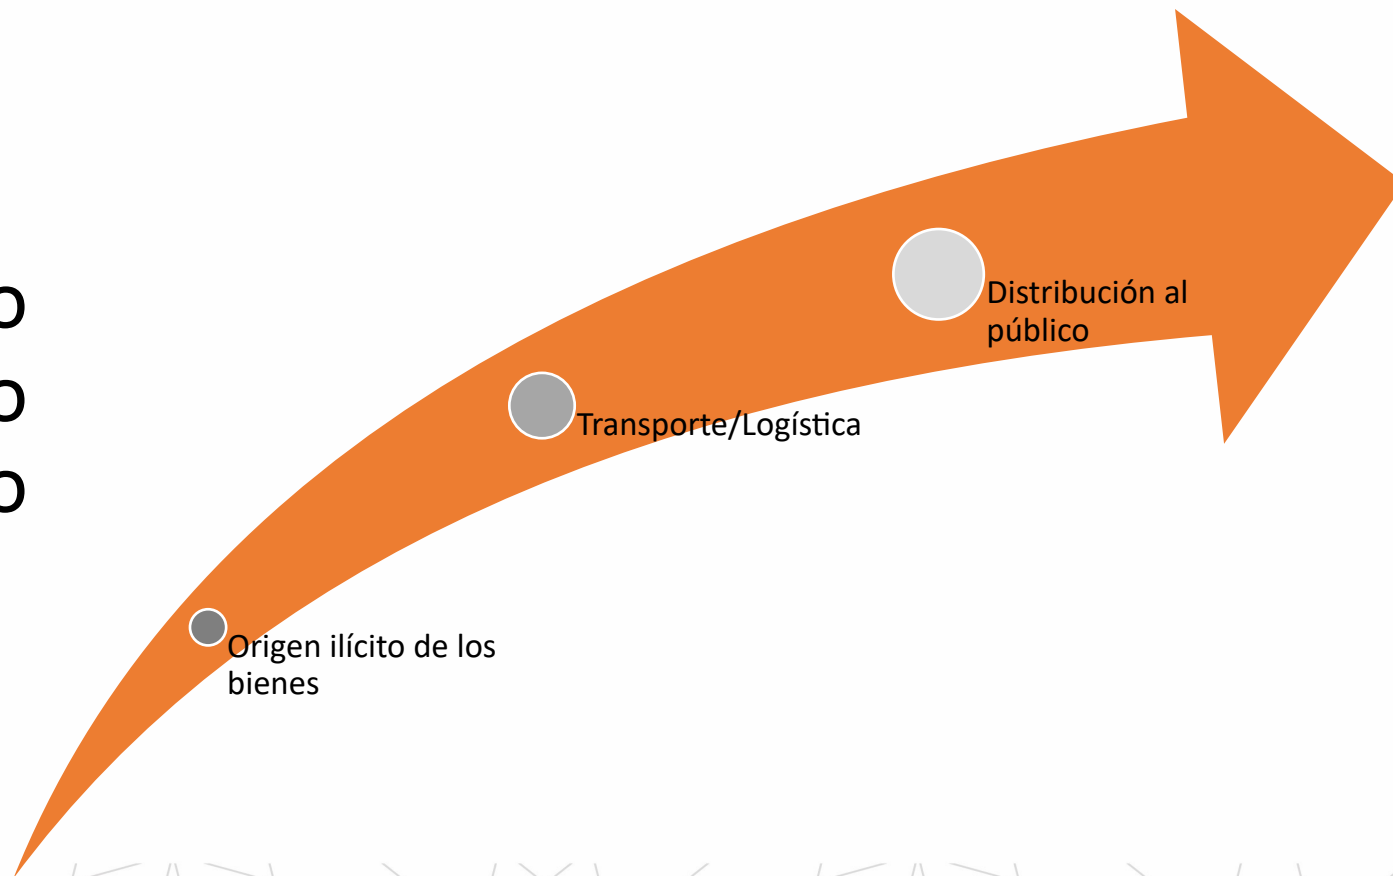 o
o
o
Distribución al
público
Transporte/Logística
Origen ilícito de los
bienes